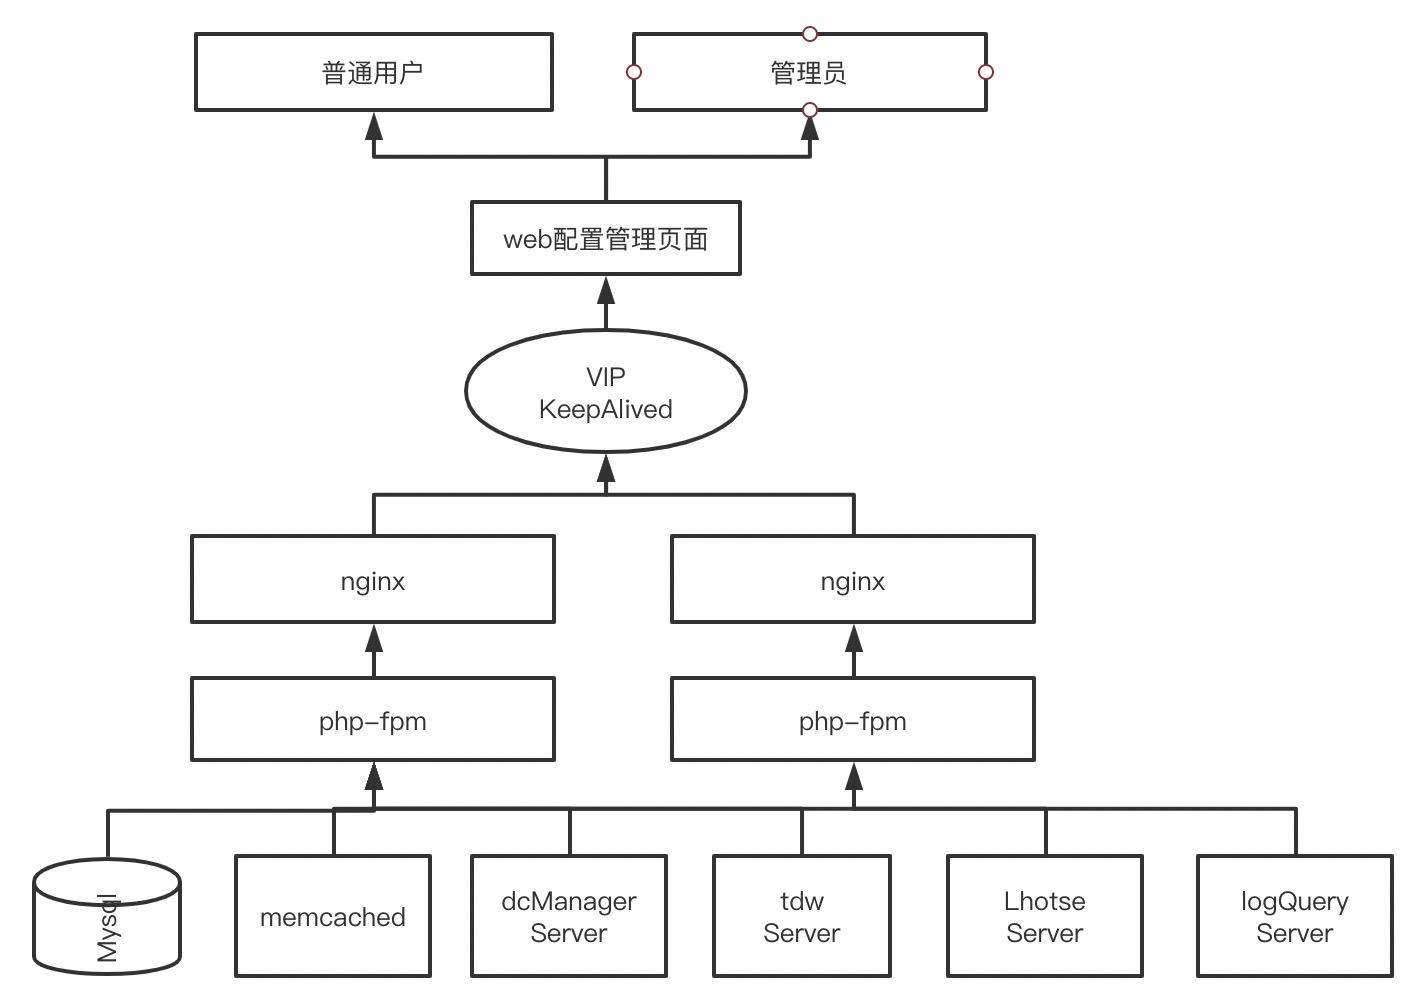 普通用户
管理员
web配置管理页面
VIP
KeepAlived
nginx
nginx
php-fpm
php-fpm
Mysql
memcached
dcManager
Server
tdw
Server
Lhotse
Server
logQuery
Server